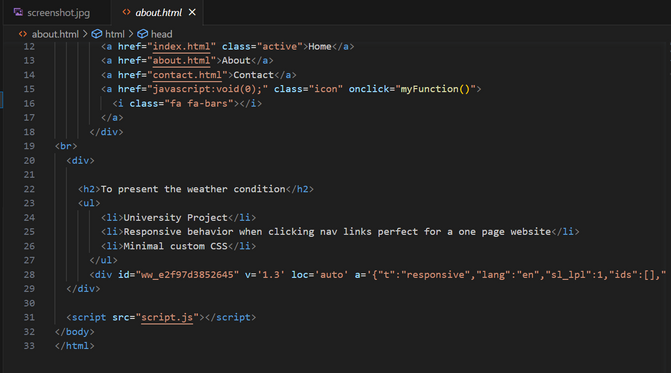 screenshot.jpg   about.html
about.html > html > head
12 <a href="index.html" class="active">Home</a>
13 <a href="about.html">About</a>
14 <a href="contact.html">Contact</a>
15 <a href="javascript:void(0);" class="icon" onclick="myFunction()">
16 <i class="fa fa-bars"></i>
17 </a>
18 </div>
19 <br>
20 <div>
21
22 <h2>To present the weather condition</h2>
23 <ul>
24 <li>University Project</li>
25 <li>Responsive behavior when clicking nav links perfect for a one page website</li>
26 <li>Minimal custom CSS</li>
27 </ul>
28 <div id="ww_e2f97d3852645" v='1.3' loc='auto' a='{"t":"responsive","lang":"en","sl_lpl":1,"ids":[],"
29 </div>
30
31 <script src="script.js"></script>
32 </body>
33 </html>